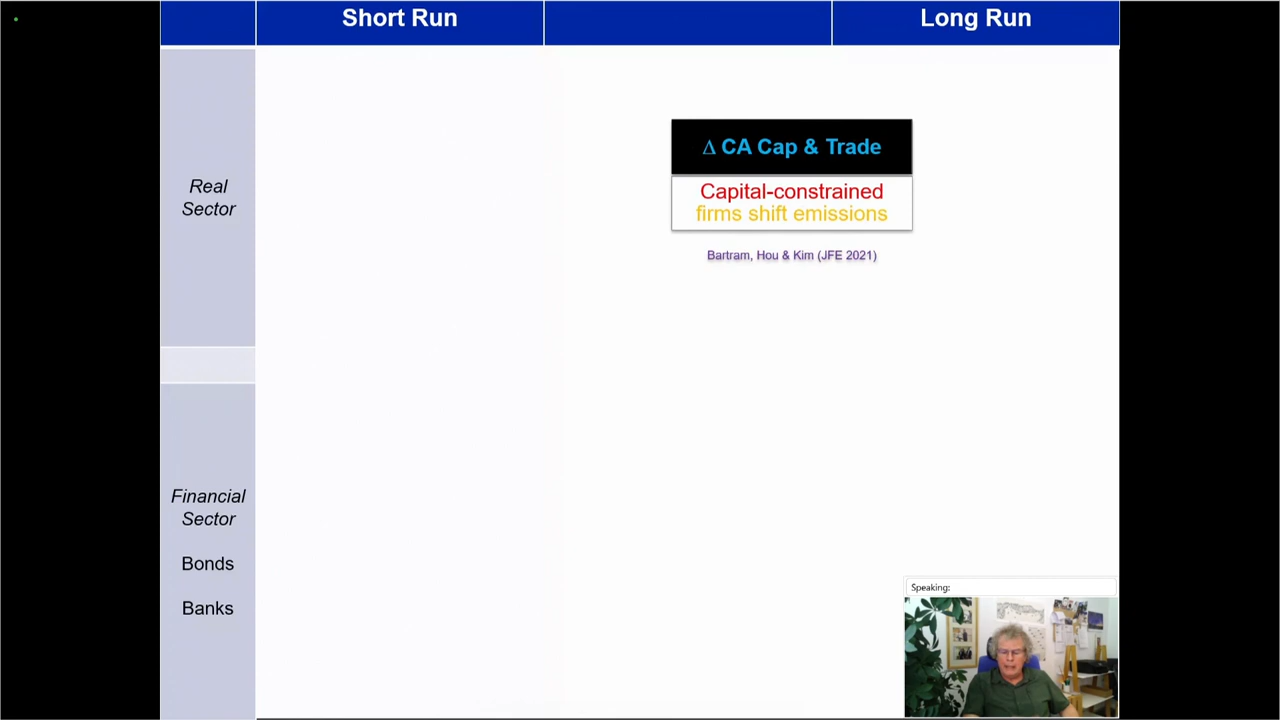 Short Run
Long Run
Real
Sector
Δ CA Cap & Trade
Capital-constrained
firms shift emissions
Bartram, Hou & Kim (JFE 2021)
Financial
Sector
Bonds
Banks
Speaking: